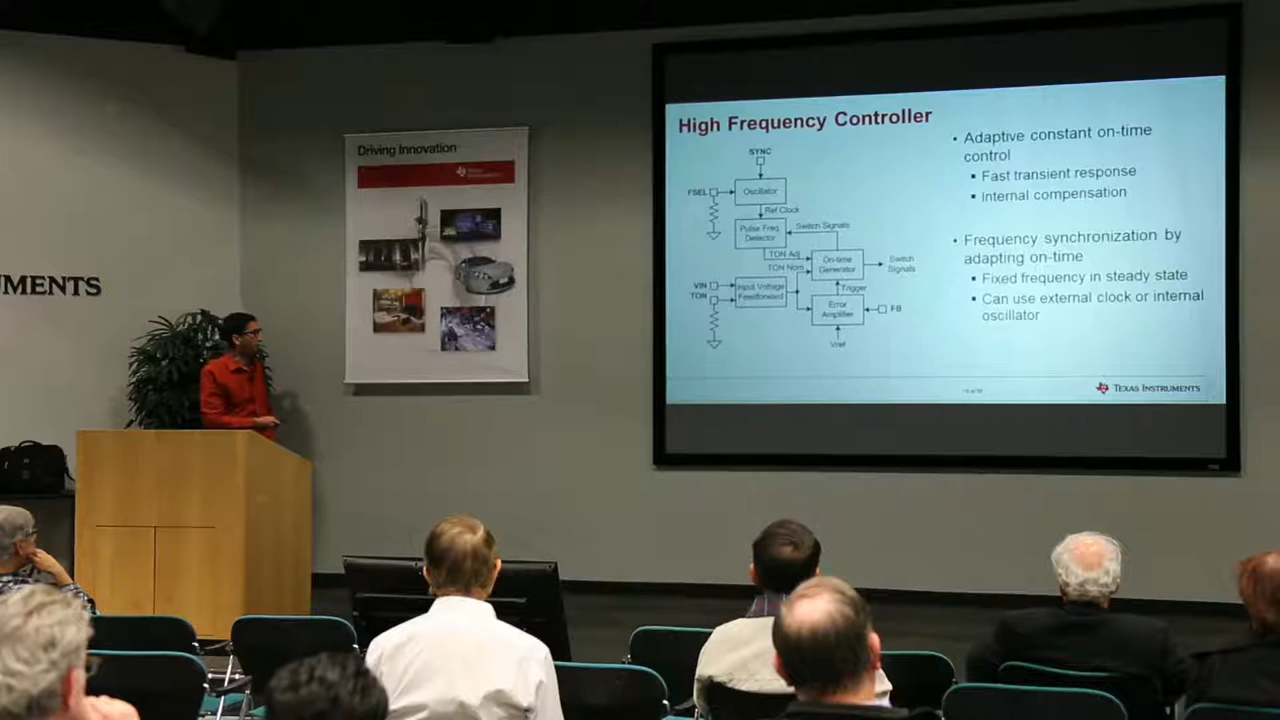 UMENTS
Driving Innovation
High Frequency Controller
SYNC
FSEL
Oscillator
Ref Clock
Pulse Freq.
Detector
Switch Signals
TON Adj
TON Nom
On-time
Generator
Switch
Signals
VIN
TON
Input Voltage
Feedforward
Trigger
Error
Amplifier
FB
Vref
• Adaptive constant on-time
control
▪ Fast transient response
▪ Internal compensation
• Frequency synchronization by
adapting on-time
▪ Fixed frequency in steady state
▪ Can use external clock or internal
oscillator
TEXAS INSTRUMENTS